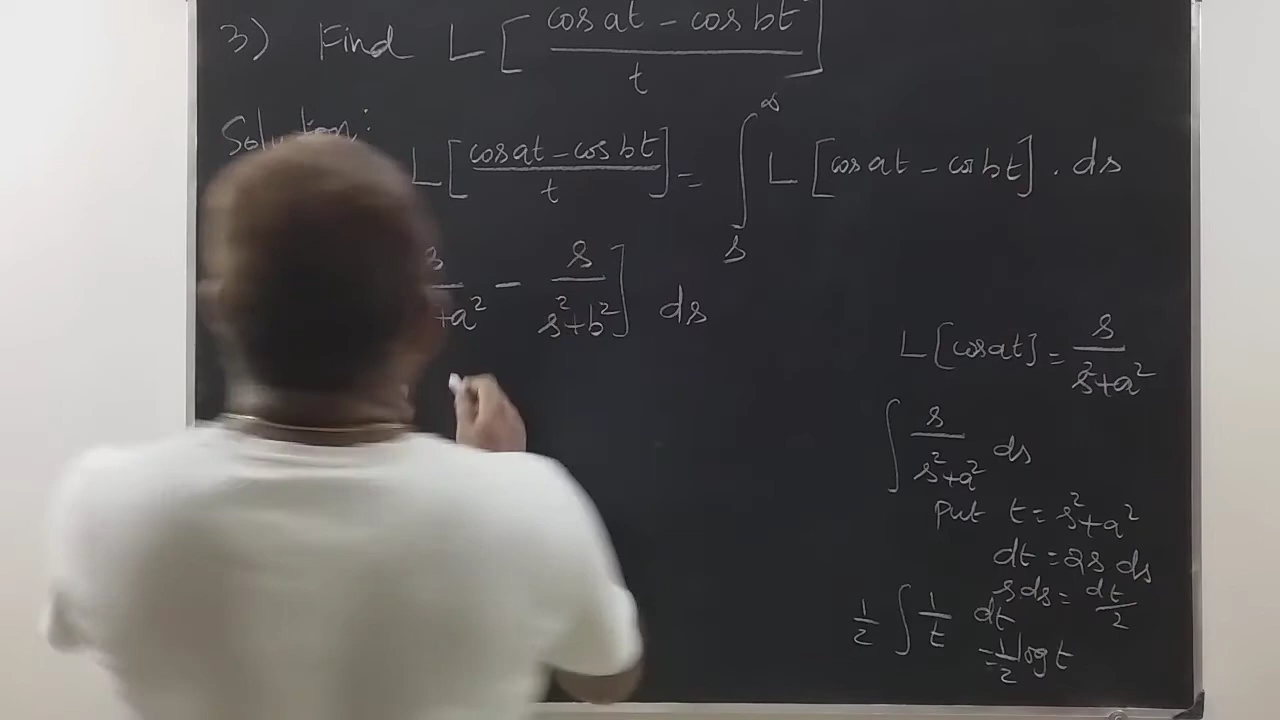 3) Find L[ (cos at - cos bt) / t ]
Solution:
L[ (cos at - cos bt) / t ] = ∫_s^∞ L[cos at - cos bt] . ds
s / +a² - s / (s²+b²) ] ds
L[cos at] = s / (s²+a²)
∫ s / (s²+a²) ds
put t = s²+a²
dt = 2s ds
s ds = dt/2
1/2 ∫ 1/t dt
= 1/2 log t